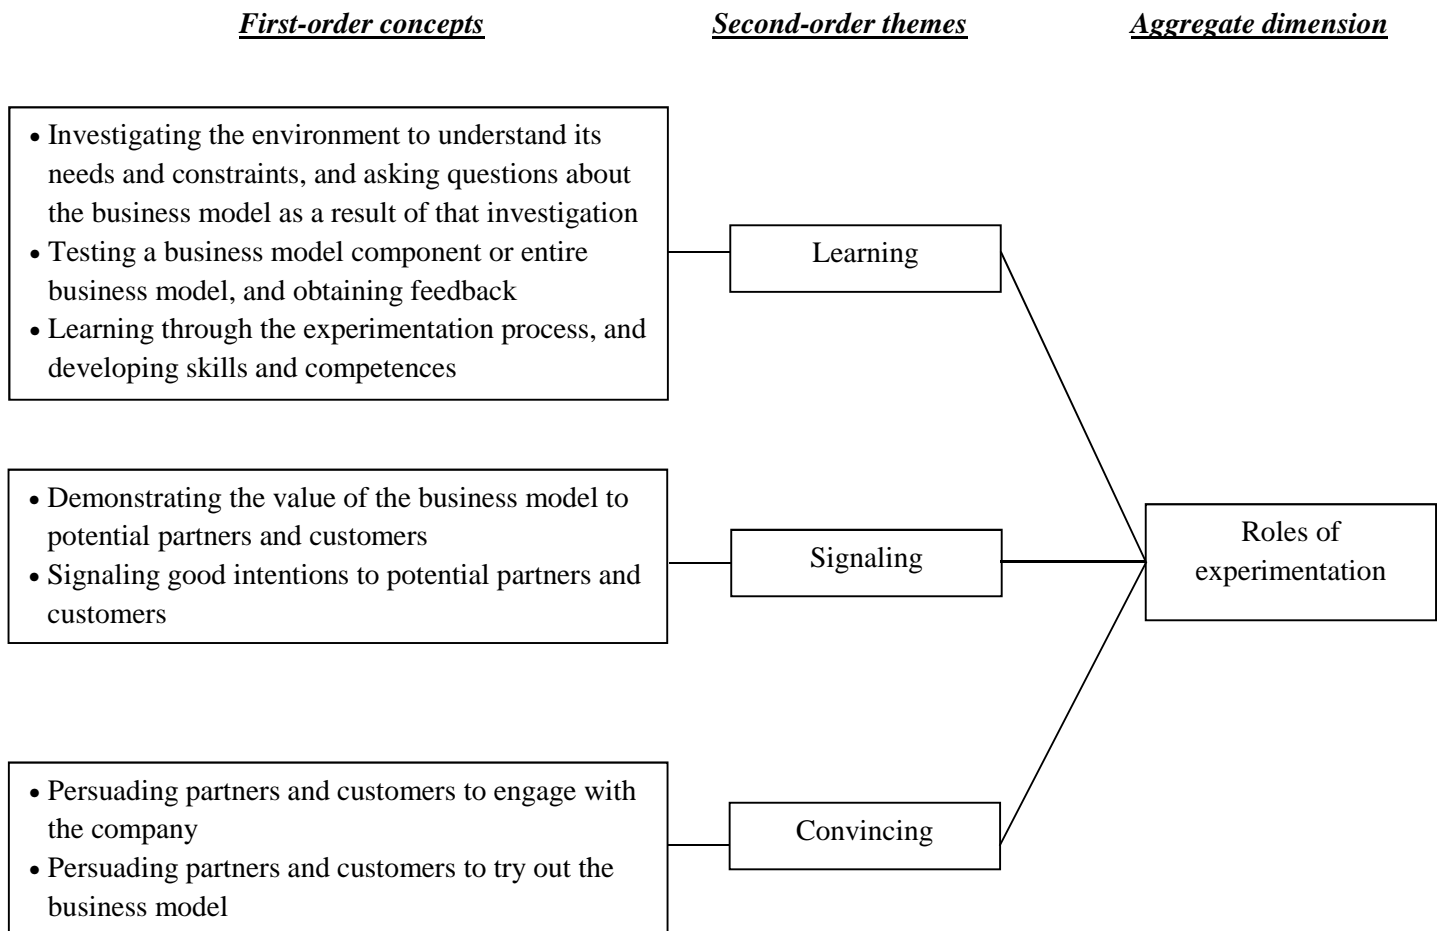 First-order concepts
Second-order themes
Aggregate dimension
• Investigating the environment to understand its
needs and constraints, and asking questions about
the business model as a result of that investigation
• Testing a business model component or entire
business model, and obtaining feedback
• Learning through the experimentation process, and
developing skills and competences
Learning
• Demonstrating the value of the business model to
potential partners and customers
• Signaling good intentions to potential partners and
customers
Signaling
Roles of
experimentation
• Persuading partners and customers to engage with
the company
• Persuading partners and customers to try out the
business model
Convincing